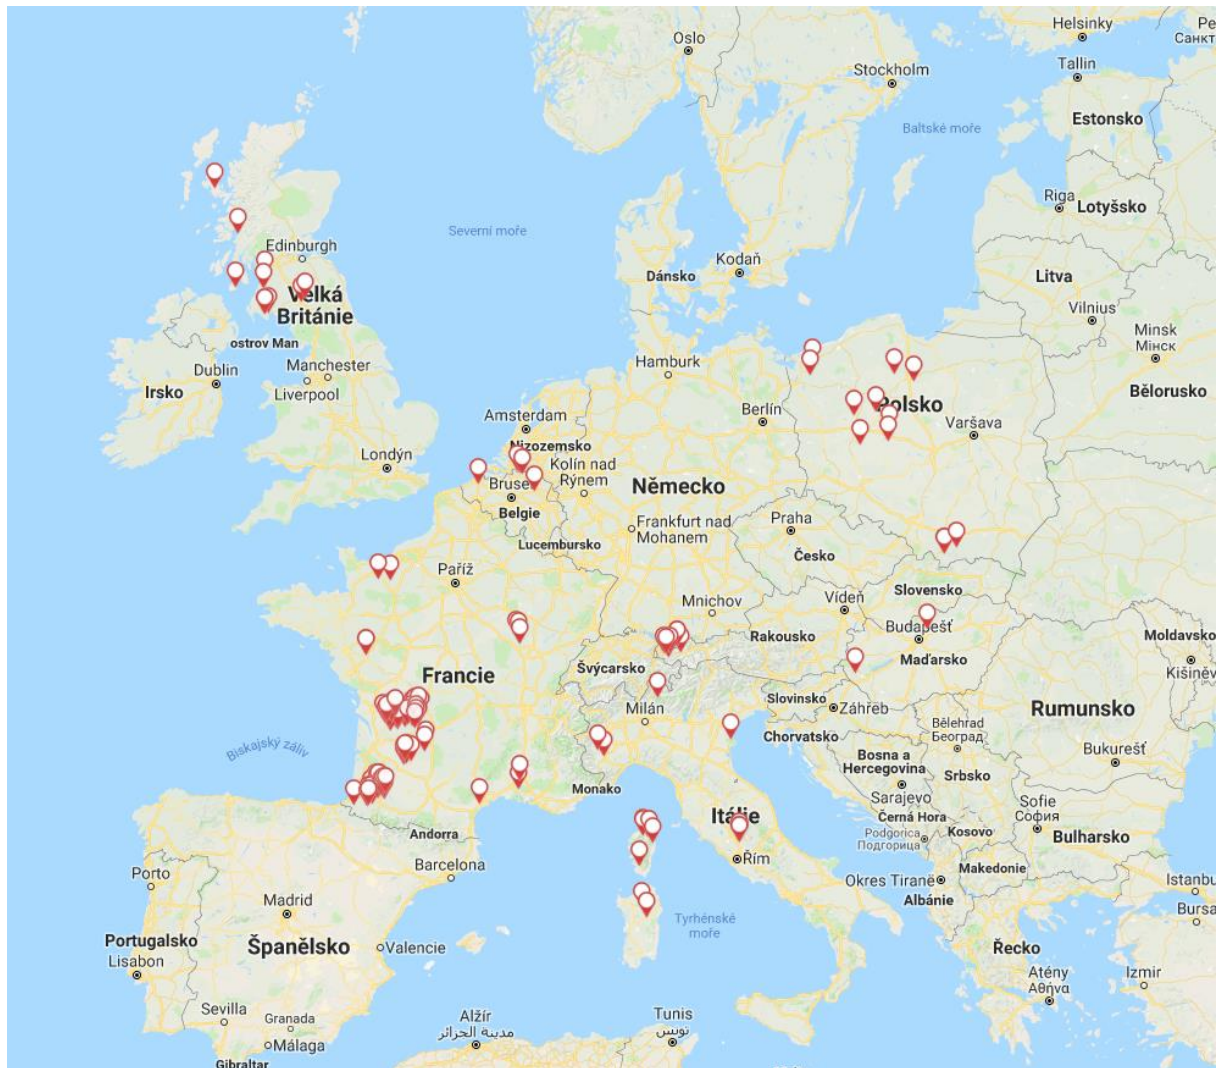 Helsinky
Ре
Санкт
Oslo
Tallin
Stockholm
Estonsko
Baltské moře
Riga
Lotyšsko
Severní moře
Edinburgh
Kodaň
Dánsko
Litva
Vilnius
Velká
Británie
Minsk
Мінск
ostrov Man
Dublin
Manchester
Hamburk
Irsko
Liverpool
Bělorusko
Amsterdam
Berlín
Polsko
Varšava
Nizozemsko
Londýn
Kolín nad
Rýnem
Brusel
Německo
Belgie
Praha
Frankfurt nad
Mohanem
Lucembursko
Česko
Paříž
Slovensko
Mnichov
Vídeň
Budapešť
Rakousko
Moldavsko
Maďarsko
Kišiněv
Švýcarsko
Francie
Slovinsko
Záhřeb
Milán
Rumunsko
Chorvatsko
Bělehrad
Београд
Biskajský záliv
Bosna a
Hercegovina
Bukurešť
Srbsko
Monako
Sarajevo
Sofie
София
Itálie
Černá Hora
Andorra
Podgorica
Подгорица
Kosovo
Bulharsko
Řím
Makedonie
Barcelona
Porto
Okres Tiranë
Istanbu
Albánie
Madrid
Bursa
Tyrhénské
moře
Portugalsko
Španělsko
Valencie
Řecko
Lisabon
Atény
Αθήνα
Izmir
Sevilla
Granada
Alžír
مدينة الجزائر
Tunis
تونس
Málaga
Gibraltar